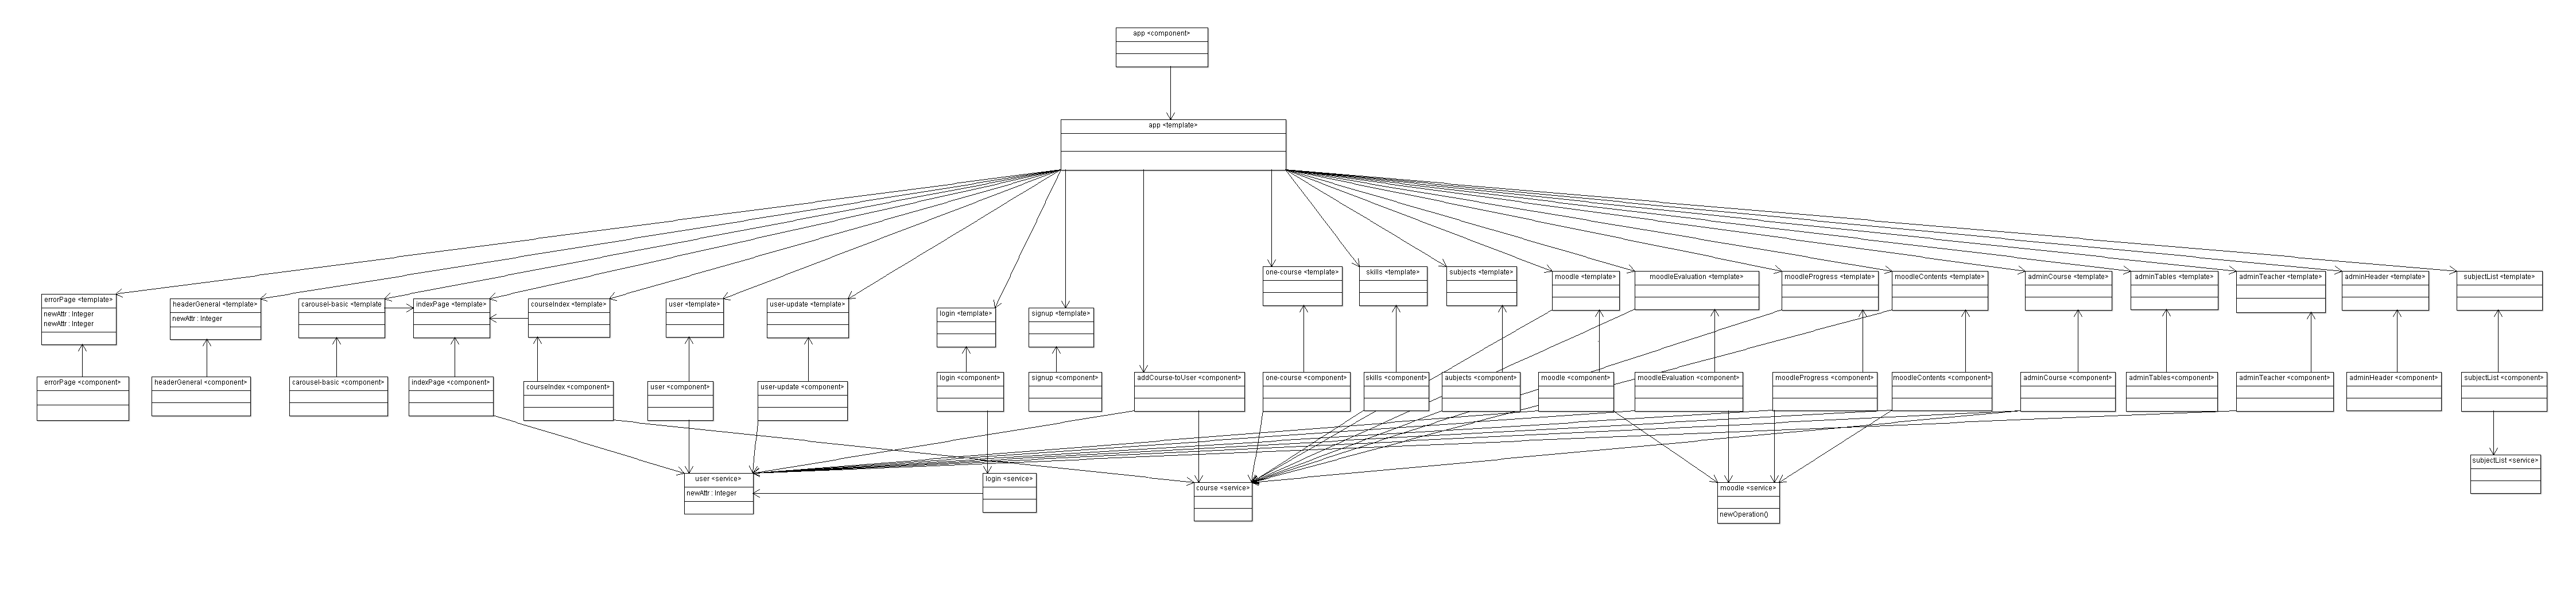 app <component>
app <template>
one-course <template>
skills <template>
subjects <template>
moodle <template>
moodleEvaluation <template>
moodleProgress <template>
moodleContents <template>
adminCourse <template>
adminTables <template>
adminTeacher <template>
adminHeader <template>
subjectList <template>
errorPage <template>
newAttr : Integer
newAttr : Integer
headerGeneral <template>
newAttr : Integer
carousel-basic <template
indexPage <template>
courseIndex <template>
user <template>
user-update <template>
login <template>
signup <template>
errorPage <component>
headerGeneral <component>
carousel-basic <component>
indexPage <component>
courseIndex <component>
user <component>
user-update <component>
login <component>
signup <component>
addCourse-toUser <component>
one-course <component>
skills <component>
aubjects <component>
moodle <component>
moodleEvaluation <component>
moodleProgress <component>
moodleContents <component>
adminCourse <component>
adminTables<component>
adminTeacher <component>
adminHeader <component>
subjectList <component>
user <service>
newAttr : Integer
login <service>
course <service>
moodle <service>
newOperation()
subjectList <service>